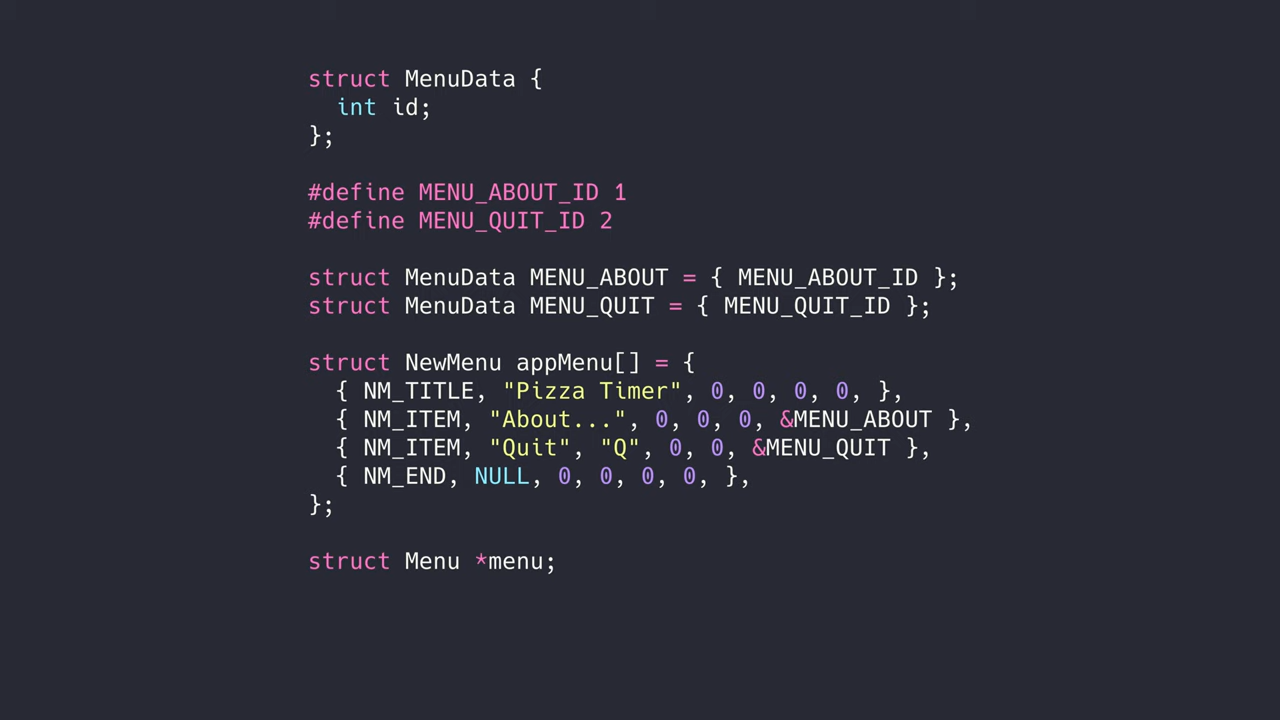 struct MenuData {
  int id;
};

#define MENU_ABOUT_ID 1
#define MENU_QUIT_ID 2

struct MenuData MENU_ABOUT = { MENU_ABOUT_ID };
struct MenuData MENU_QUIT = { MENU_QUIT_ID };

struct NewMenu appMenu[] = {
  { NM_TITLE, "Pizza Timer", 0, 0, 0, 0, },
  { NM_ITEM, "About...", 0, 0, 0, &MENU_ABOUT },
  { NM_ITEM, "Quit", "Q", 0, 0, &MENU_QUIT },
  { NM_END, NULL, 0, 0, 0, 0, },
};

struct Menu *menu;